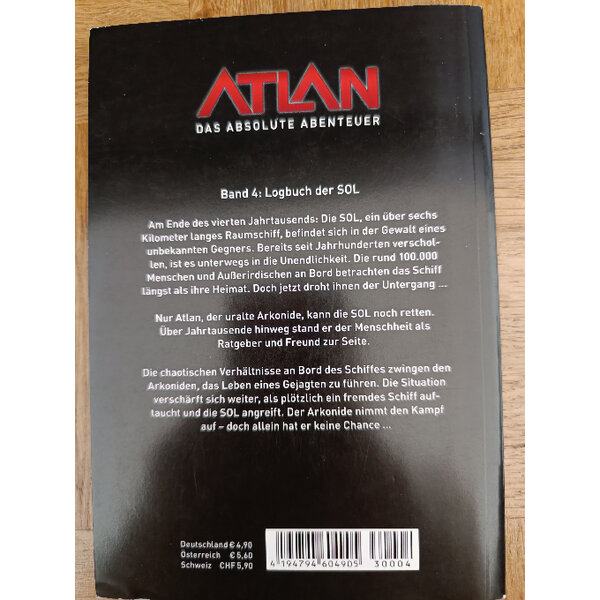 ATLAN
DAS ABSOLUTE ABENTEUER
Band 4: Logbuch der SOL
Am Ende des vierten Jahrtausends: Die SOL, ein über sechs
Kilometer langes Raumschiff, befindet sich in der Gewalt eines
unbekannten Gegners. Bereits seit Jahrhunderten verschol-
len, ist es unterwegs in die Unendlichkeit. Die rund 100.000
Menschen und Außerirdischen an Bord betrachten das Schiff
längst als ihre Heimat. Doch jetzt droht ihnen der Untergang ...
Nur Atlan, der uralte Arkonide, kann die SOL noch retten.
Über Jahrtausende hinweg stand er der Menschheit als
Ratgeber und Freund zur Seite.
Die chaotischen Verhältnisse an Bord des Schiffes zwingen den
Arkoniden, das Leben eines Gejagten zu führen. Die Situation
verschärft sich weiter, als plötzlich ein fremdes Schiff auf-
taucht und die SOL angreift. Der Arkonide nimmt den Kampf
auf – doch allein hat er keine Chance ...
Deutschland € 4,90
Österreich € 5,60
Schweiz CHF 5,90
4 194794 604905 30004